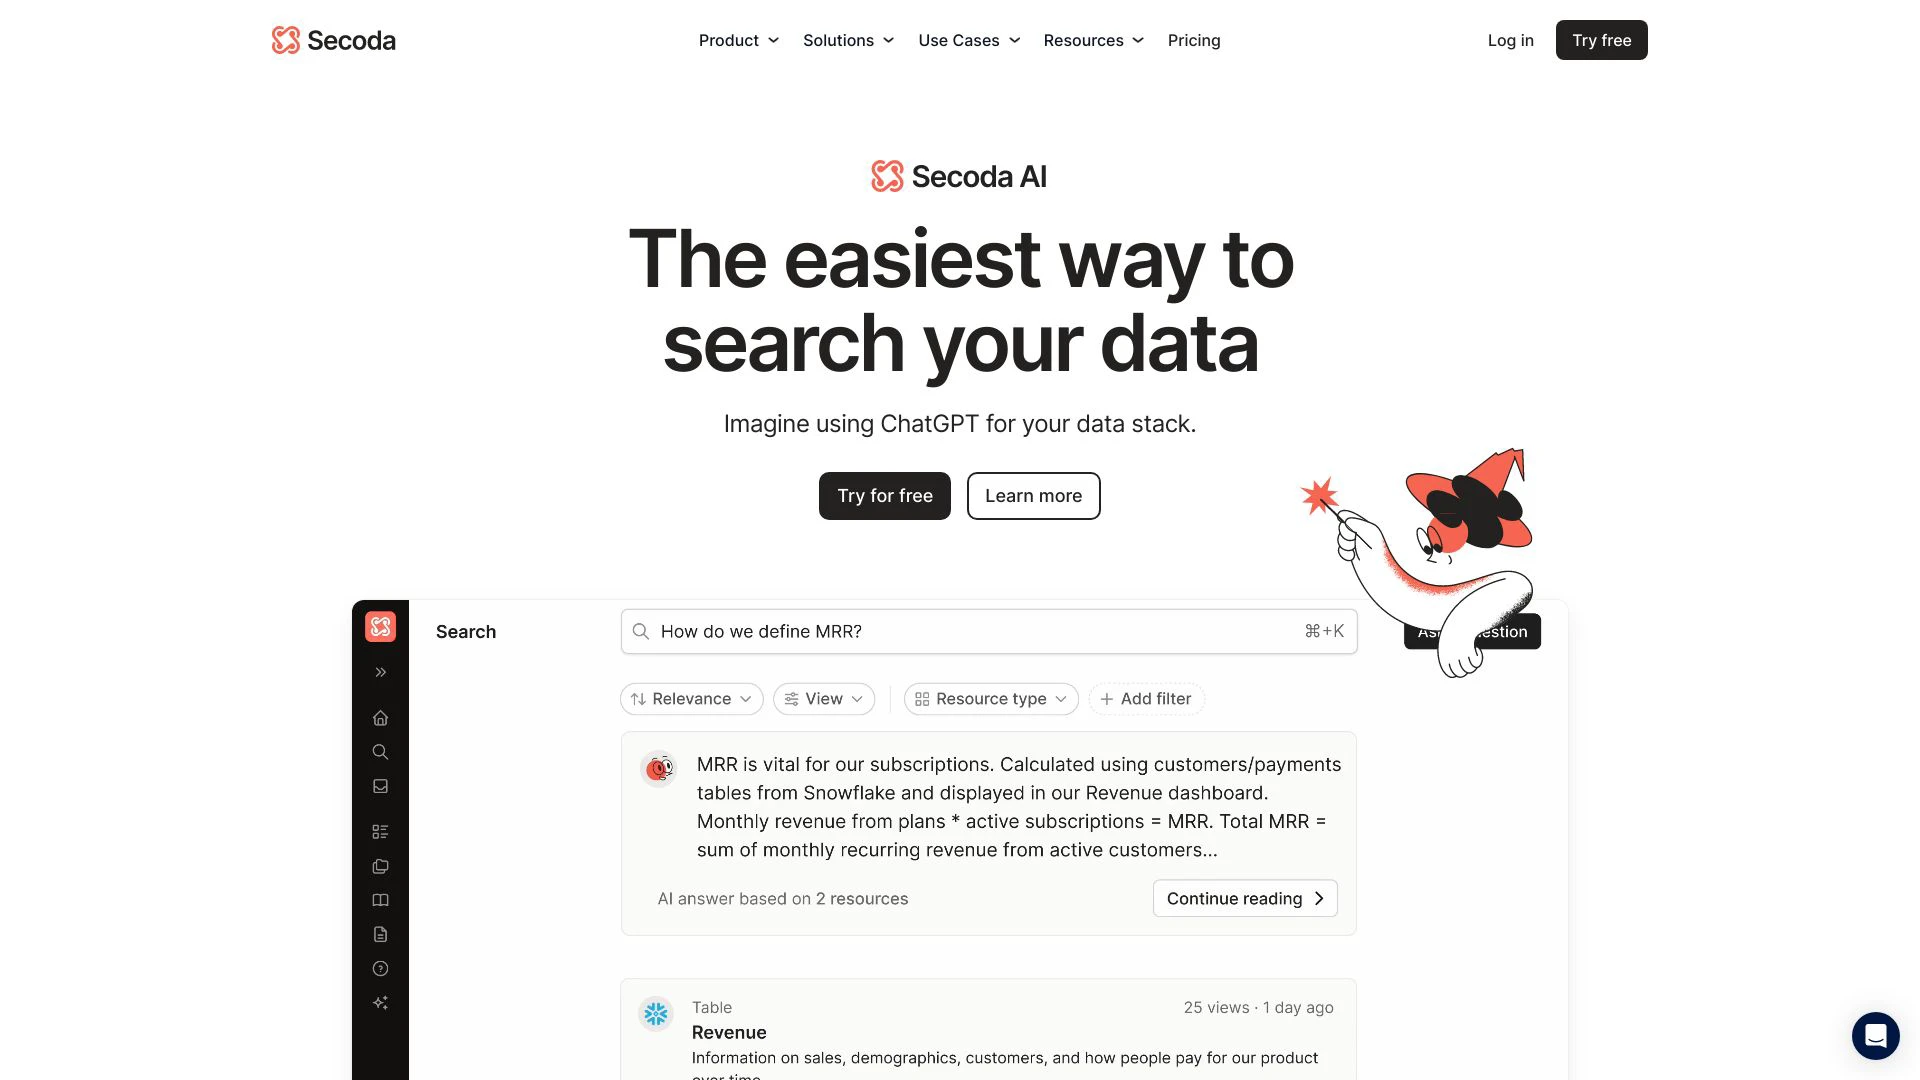 Secoda
Product
Solutions
Use Cases
Resources
Pricing
Log in
Try free
Secoda AI
The easiest way to
search your data
Imagine using ChatGPT for your data stack.
Try for free
Learn more
Search
How do we define MRR?
⌘+K
Relevance
View
Resource type
Add filter
MRR is vital for our subscriptions. Calculated using customers/payments
tables from Snowflake and displayed in our Revenue dashboard.
Monthly revenue from plans * active subscriptions = MRR. Total MRR =
sum of monthly recurring revenue from active customers...
AI answer based on 2 resources
Continue reading
Table
25 views · 1 day ago
Revenue
Information on sales, demographics, customers, and how people pay for our product